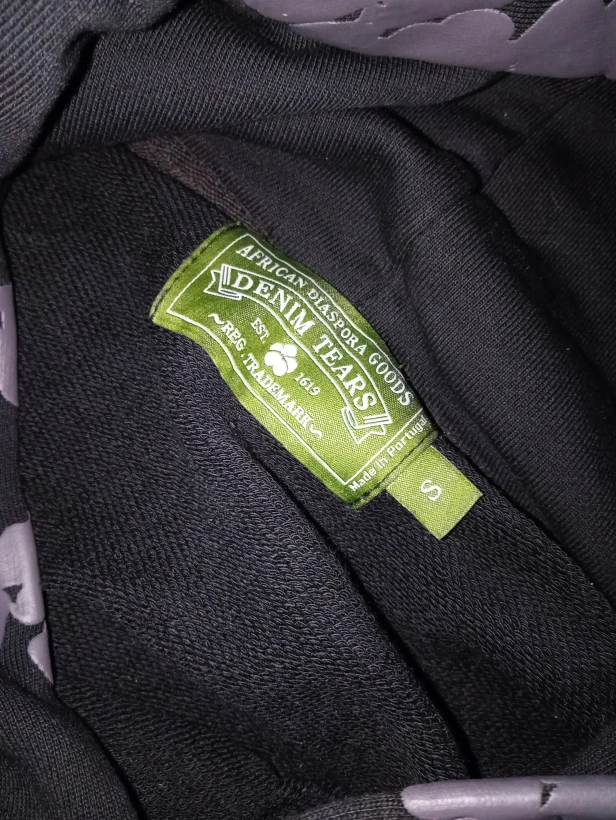 AFRICAN DIASPORA GOODS
DENIM TEARS
EST 1619
~REG. TRADEMARK~
Made in Portugal
S